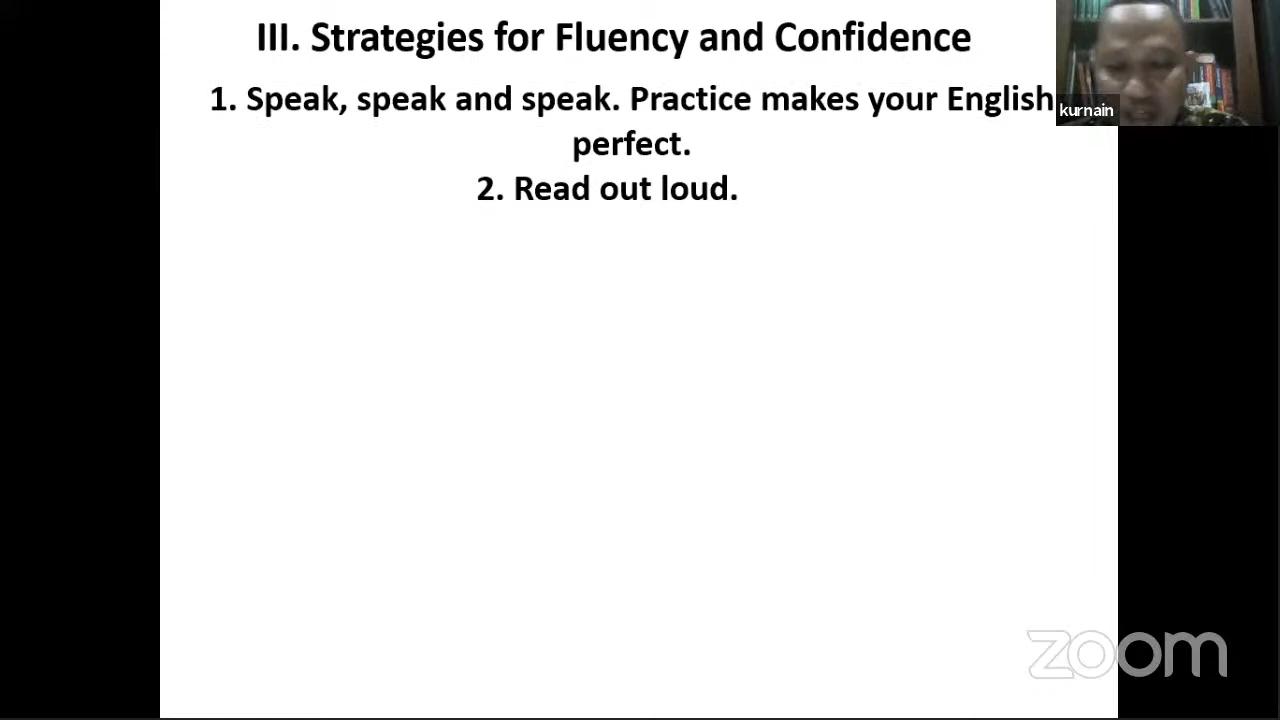 III. Strategies for Fluency and Confidence
1. Speak, speak and speak. Practice makes your English
perfect.
2. Read out loud.
kurnain
zoom